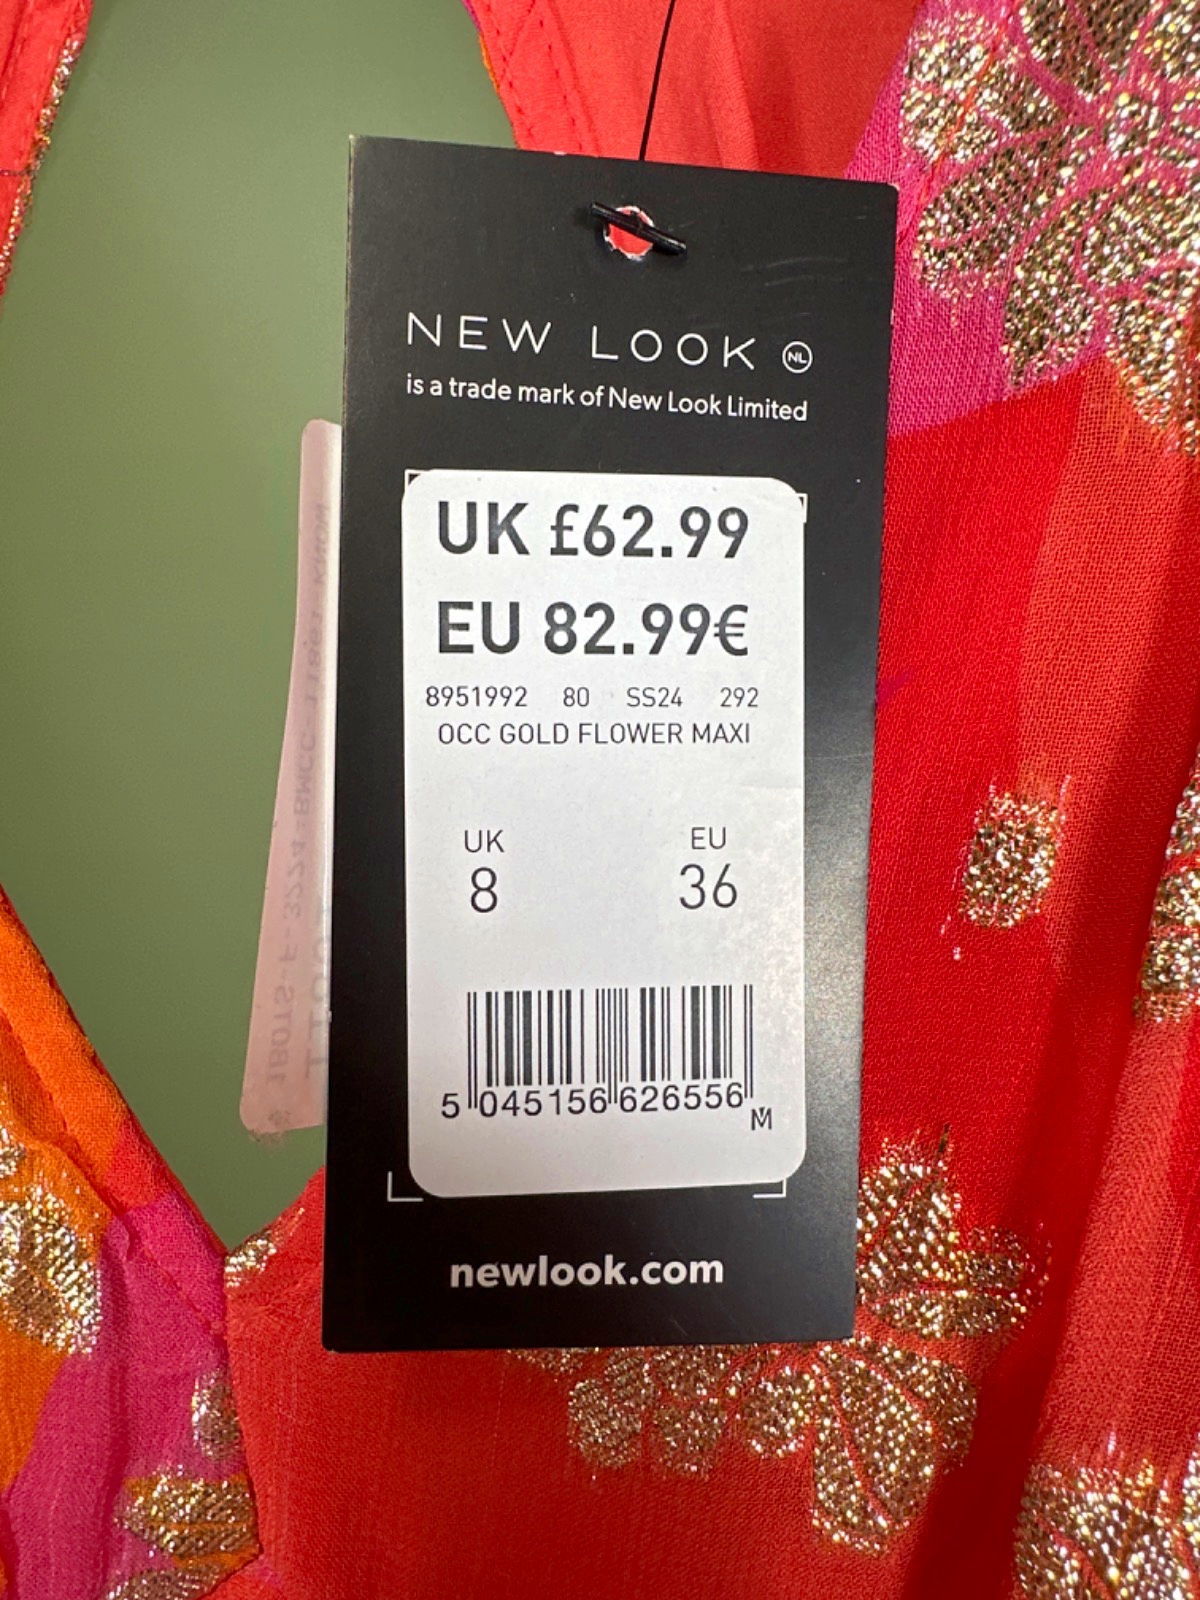 NEW LOOK NL
is a trade mark of New Look Limited
UK £62.99
EU 82.99€
8951992 80 SS24 292
OCC GOLD FLOWER MAXI
UK EU
8 36
5 045156 626556
M
newlook.com